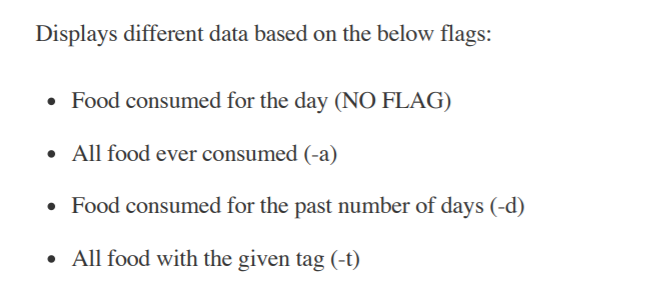 Displays different data based on the below flags:
• Food consumed for the day (NO FLAG)
• All food ever consumed (-a)
• Food consumed for the past number of days (-d)
• All food with the given tag (-t)